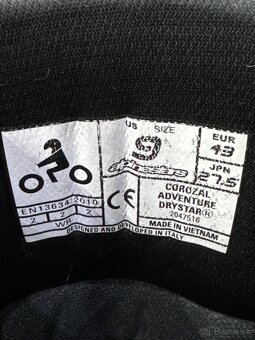 US SIZE
9
EUR
43
JPN
27.5
alpinestars
EN13634:2010
2 2 2
WR
CE
COROZAL
ADVENTURE
DRYSTAR®
2047516
MADE IN VIETNAM
DESIGNED AND DEVELOPED IN ITALY